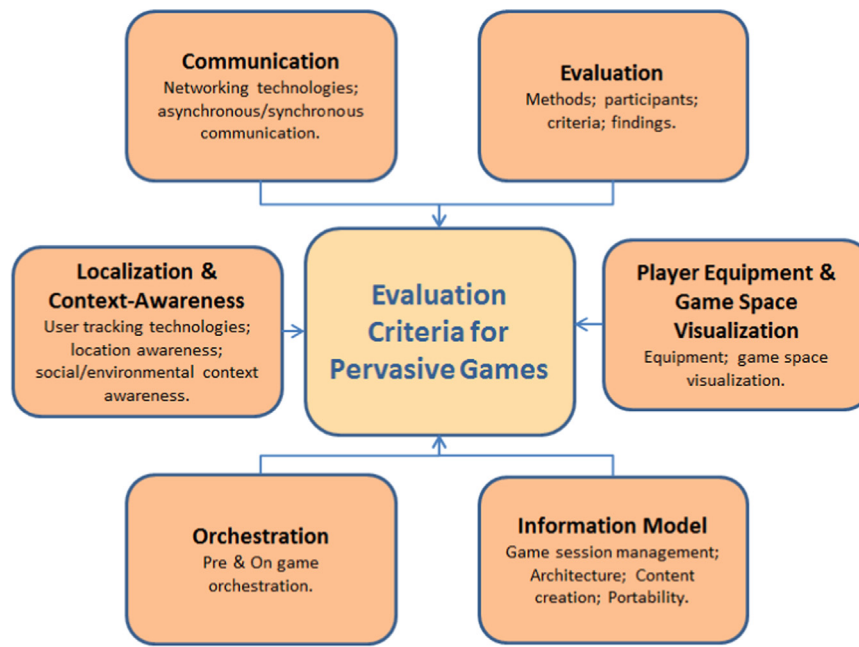 Communication
Networking technologies;
asynchronous/synchronous
communication.
Evaluation
Methods; participants;
criteria; findings.
Localization &
Context-Awareness
User tracking technologies;
location awareness;
social/environmental context
awareness.
Evaluation
Criteria for
Pervasive Games
Player Equipment &
Game Space
Visualization
Equipment; game space
visualization.
Orchestration
Pre & On game
orchestration.
Information Model
Game session management;
Architecture; Content
creation; Portability.